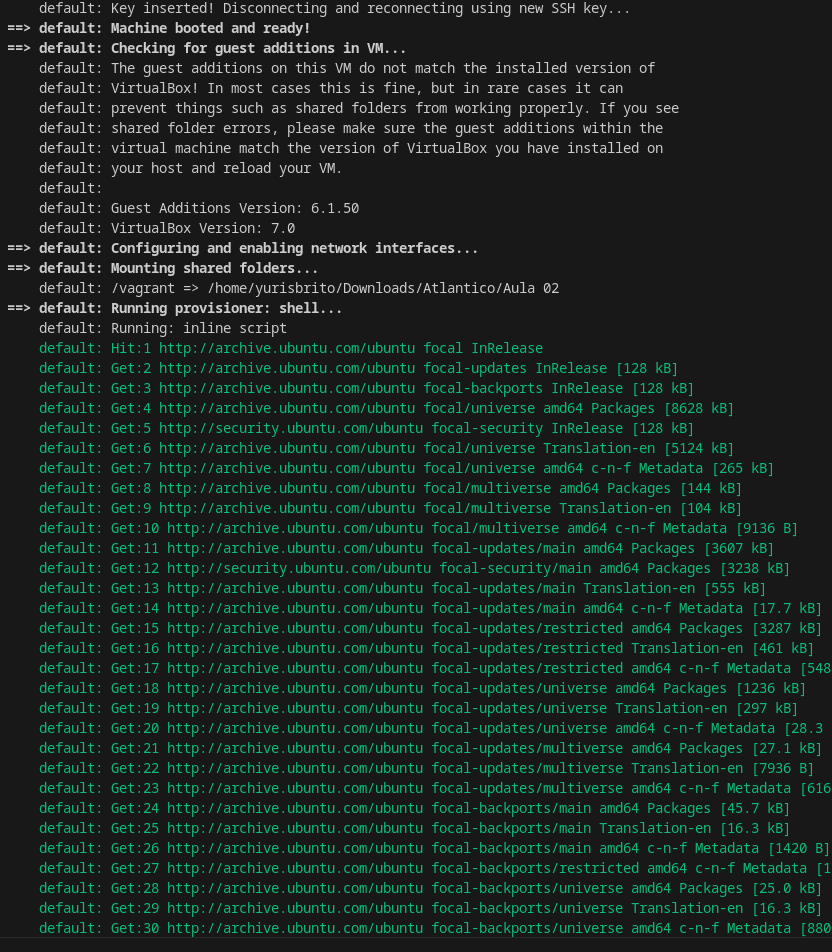 default: Key inserted! Disconnecting and reconnecting using new SSH key...
==> default: Machine booted and ready!
==> default: Checking for guest additions in VM...
default: The guest additions on this VM do not match the installed version of
default: VirtualBox! In most cases this is fine, but in rare cases it can
default: prevent things such as shared folders from working properly. If you see
default: shared folder errors, please make sure the guest additions within the
default: virtual machine match the version of VirtualBox you have installed on
default: your host and reload your VM.
default:
default: Guest Additions Version: 6.1.50
default: VirtualBox Version: 7.0
==> default: Configuring and enabling network interfaces...
==> default: Mounting shared folders...
default: /vagrant => /home/yurisbrito/Downloads/Atlantico/Aula 02
==> default: Running provisioner: shell...
default: Running: inline script
default: Hit:1 http://archive.ubuntu.com/ubuntu focal InRelease
default: Get:2 http://archive.ubuntu.com/ubuntu focal-updates InRelease [128 kB]
default: Get:3 http://archive.ubuntu.com/ubuntu focal-backports InRelease [128 kB]
default: Get:4 http://archive.ubuntu.com/ubuntu focal/universe amd64 Packages [8628 kB]
default: Get:5 http://security.ubuntu.com/ubuntu focal-security InRelease [128 kB]
default: Get:6 http://archive.ubuntu.com/ubuntu focal/universe Translation-en [5124 kB]
default: Get:7 http://archive.ubuntu.com/ubuntu focal/universe amd64 c-n-f Metadata [265 kB]
default: Get:8 http://archive.ubuntu.com/ubuntu focal/multiverse amd64 Packages [144 kB]
default: Get:9 http://archive.ubuntu.com/ubuntu focal/multiverse Translation-en [104 kB]
default: Get:10 http://archive.ubuntu.com/ubuntu focal/multiverse amd64 c-n-f Metadata [9136 B]
default: Get:11 http://archive.ubuntu.com/ubuntu focal-updates/main amd64 Packages [3607 kB]
default: Get:12 http://security.ubuntu.com/ubuntu focal-security/main amd64 Packages [3238 kB]
default: Get:13 http://archive.ubuntu.com/ubuntu focal-updates/main Translation-en [555 kB]
default: Get:14 http://archive.ubuntu.com/ubuntu focal-updates/main amd64 c-n-f Metadata [17.7 kB]
default: Get:15 http://archive.ubuntu.com/ubuntu focal-updates/restricted amd64 Packages [3287 kB]
default: Get:16 http://archive.ubuntu.com/ubuntu focal-updates/restricted Translation-en [461 kB]
default: Get:17 http://archive.ubuntu.com/ubuntu focal-updates/restricted amd64 c-n-f Metadata [548
default: Get:18 http://archive.ubuntu.com/ubuntu focal-updates/universe amd64 Packages [1236 kB]
default: Get:19 http://archive.ubuntu.com/ubuntu focal-updates/universe Translation-en [297 kB]
default: Get:20 http://archive.ubuntu.com/ubuntu focal-updates/universe amd64 c-n-f Metadata [28.3
default: Get:21 http://archive.ubuntu.com/ubuntu focal-updates/multiverse amd64 Packages [27.1 kB]
default: Get:22 http://archive.ubuntu.com/ubuntu focal-updates/multiverse Translation-en [7936 B]
default: Get:23 http://archive.ubuntu.com/ubuntu focal-updates/multiverse amd64 c-n-f Metadata [616
default: Get:24 http://archive.ubuntu.com/ubuntu focal-backports/main amd64 Packages [45.7 kB]
default: Get:25 http://archive.ubuntu.com/ubuntu focal-backports/main Translation-en [16.3 kB]
default: Get:26 http://archive.ubuntu.com/ubuntu focal-backports/main amd64 c-n-f Metadata [1420 B]
default: Get:27 http://archive.ubuntu.com/ubuntu focal-backports/restricted amd64 c-n-f Metadata [1
default: Get:28 http://archive.ubuntu.com/ubuntu focal-backports/universe amd64 Packages [25.0 kB]
default: Get:29 http://archive.ubuntu.com/ubuntu focal-backports/universe Translation-en [16.3 kB]
default: Get:30 http://archive.ubuntu.com/ubuntu focal-backports/universe amd64 c-n-f Metadata [880